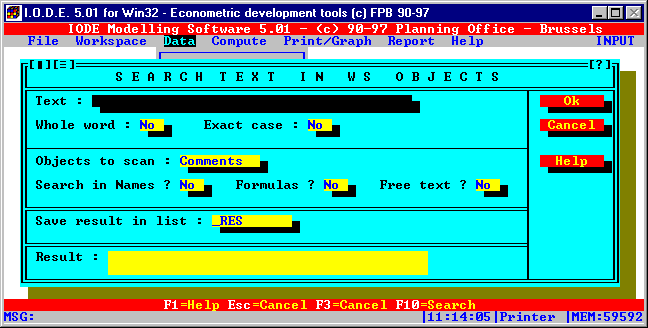 I.O.D.E. 5.01 for Win32 - Econometric development tools (c) FPB 90-97
IODE Modelling Software 5.01 - (c) 90-97 Planning Office - Brussels
File Workspace Data Compute Print/Graph Report Help INPUT
[?]
SEARCH TEXT IN WS OBJECTS
Text : Ok
Whole word : No Exact case : No Cancel
Objects to scan : Comments Help
Search in Names ? No Formulas ? No Free text ? No
Save result in list : _RES
Result :
F1=Help Esc=Cancel F3=Cancel F10=Search
MSG: |11:14:05|Printer |MEM:59592